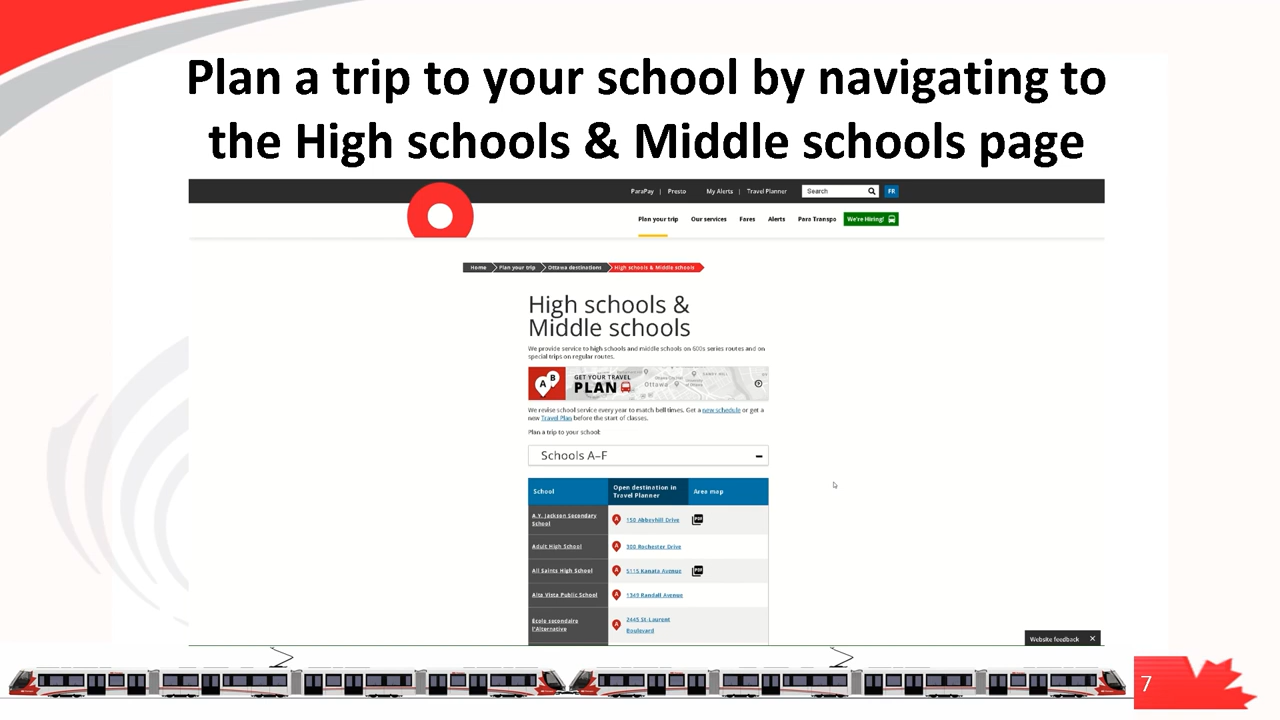 Plan a trip to your school by navigating to
the High schools & Middle schools page
ParaPay | Presto My Alerts | Travel Planner Search FR
Plan your trip Our services Fares Alerts Para Transpo We're Hiring!
Home Plan your trip Ottawa destinations High schools & Middle schools
High schools &
Middle schools
We provide service to high schools and middle schools on 600s series routes and on
special trips on regular routes.
A B GET YOUR TRAVEL
PLAN
Ottawa
We revise school service every year to match bell times. Get a new schedule or get a
new Travel Plan before the start of classes.
Plan a trip to your school:
Schools A–F
School Open destination in
Travel Planner Area map
A.Y. Jackson Secondary
School A 150 Abbeyhill Drive PDF
Adult High School A 300 Rochester Drive
All Saints High School A 5115 Kanata Avenue PDF
Alta Vista Public School A 1349 Randall Avenue
École secondaire
l'Alternative A 2445 St-Laurent
Boulevard
Website feedback
7